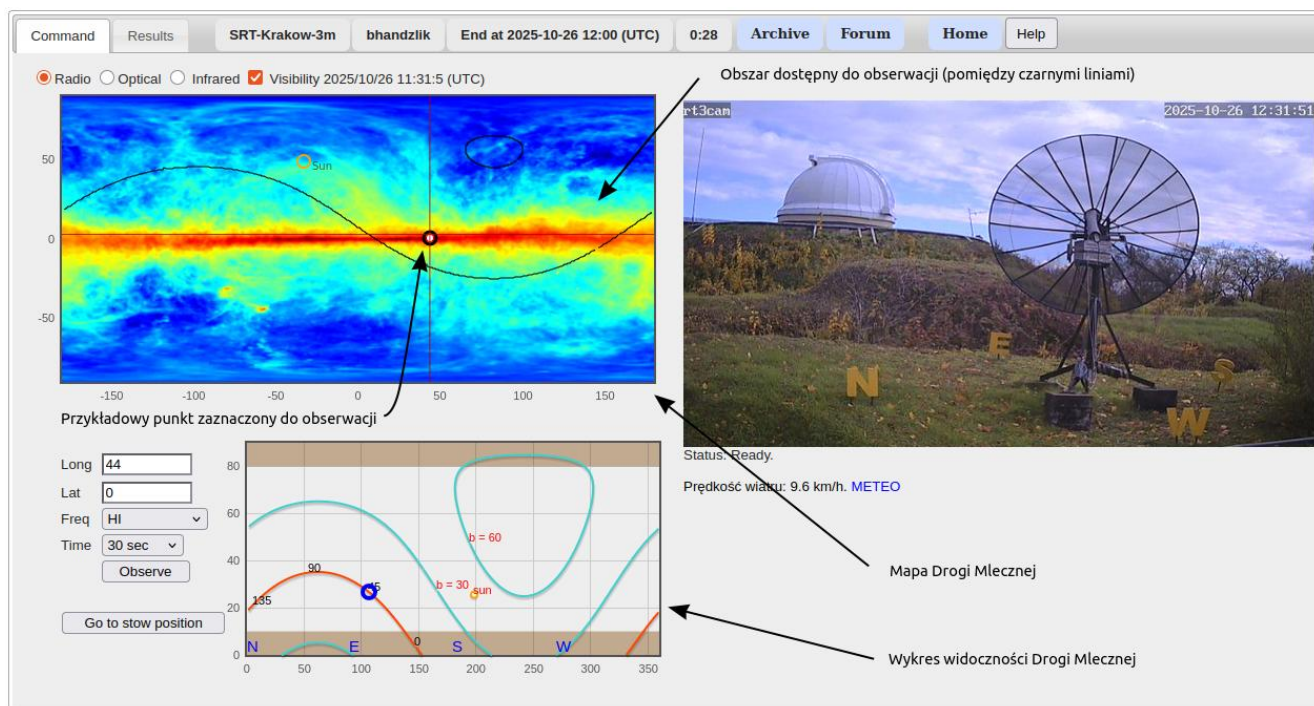 Command Results SRT-Krakow-3m bhandzlik End at 2025-10-26 12:00 (UTC) 0:28 Archive Forum Home Help
Radio Optical Infrared Visibility 2025/10/26 11:31:5 (UTC)
Obszar dostępny do obserwacji (pomiędzy czarnymi liniami)
rt3cam 2025-10-26 12:31:51
50
0
-50
Sun
-150 -100 -50 0 50 100 150
N E S W
Przykładowy punkt zaznaczony do obserwacji
Status: Ready.
Prędkość wiatru: 9.6 km/h. METEO
Long 44
Lat 0
Freq HI
Time 30 sec
Observe
Go to stow position
80
60
40
20
0
b = 60
b = 30 sun
90
45
135
0
N E S W
0 50 100 150 200 250 300 350
Mapa Drogi Mlecznej
Wykres widoczności Drogi Mlecznej